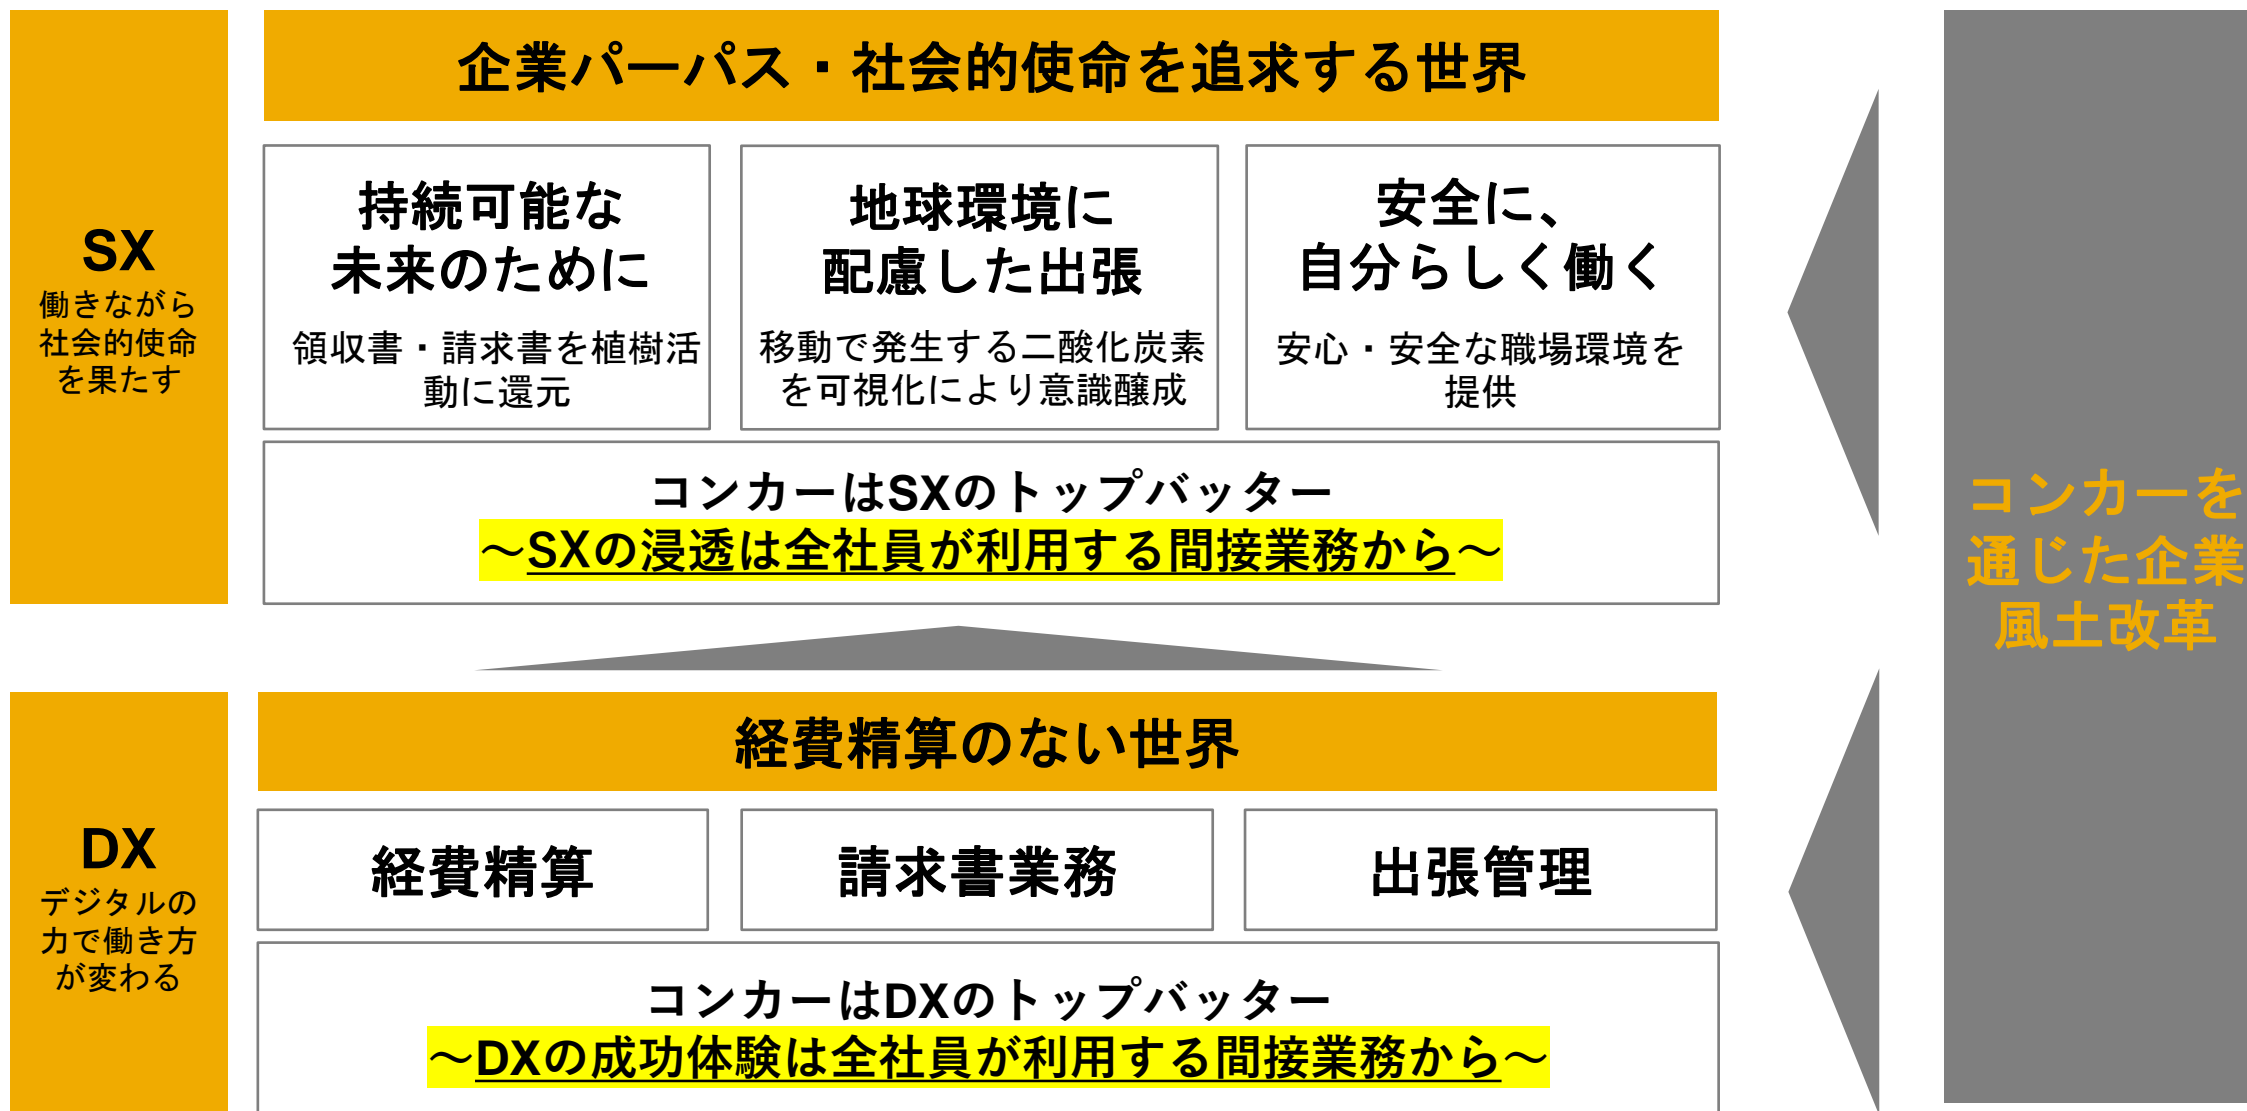 企業パーパス・社会的使命を追求する世界
SX
働きながら
社会的使命
を果たす
持続可能な
未来のために
領収書・請求書を植樹活
動に還元
地球環境に
配慮した出張
移動で発生する二酸化炭素
を可視化により意識醸成
安全に、
自分らしく働く
安心・安全な職場環境を
提供
コンカーはSXのトップバッター
～SXの浸透は全社員が利用する間接業務から～
経費精算のない世界
DX
デジタルの
力で働き方
が変わる
経費精算
請求書業務
出張管理
コンカーはDXのトップバッター
～DXの成功体験は全社員が利用する間接業務から～
コンカーを
通じた企業
風土改革